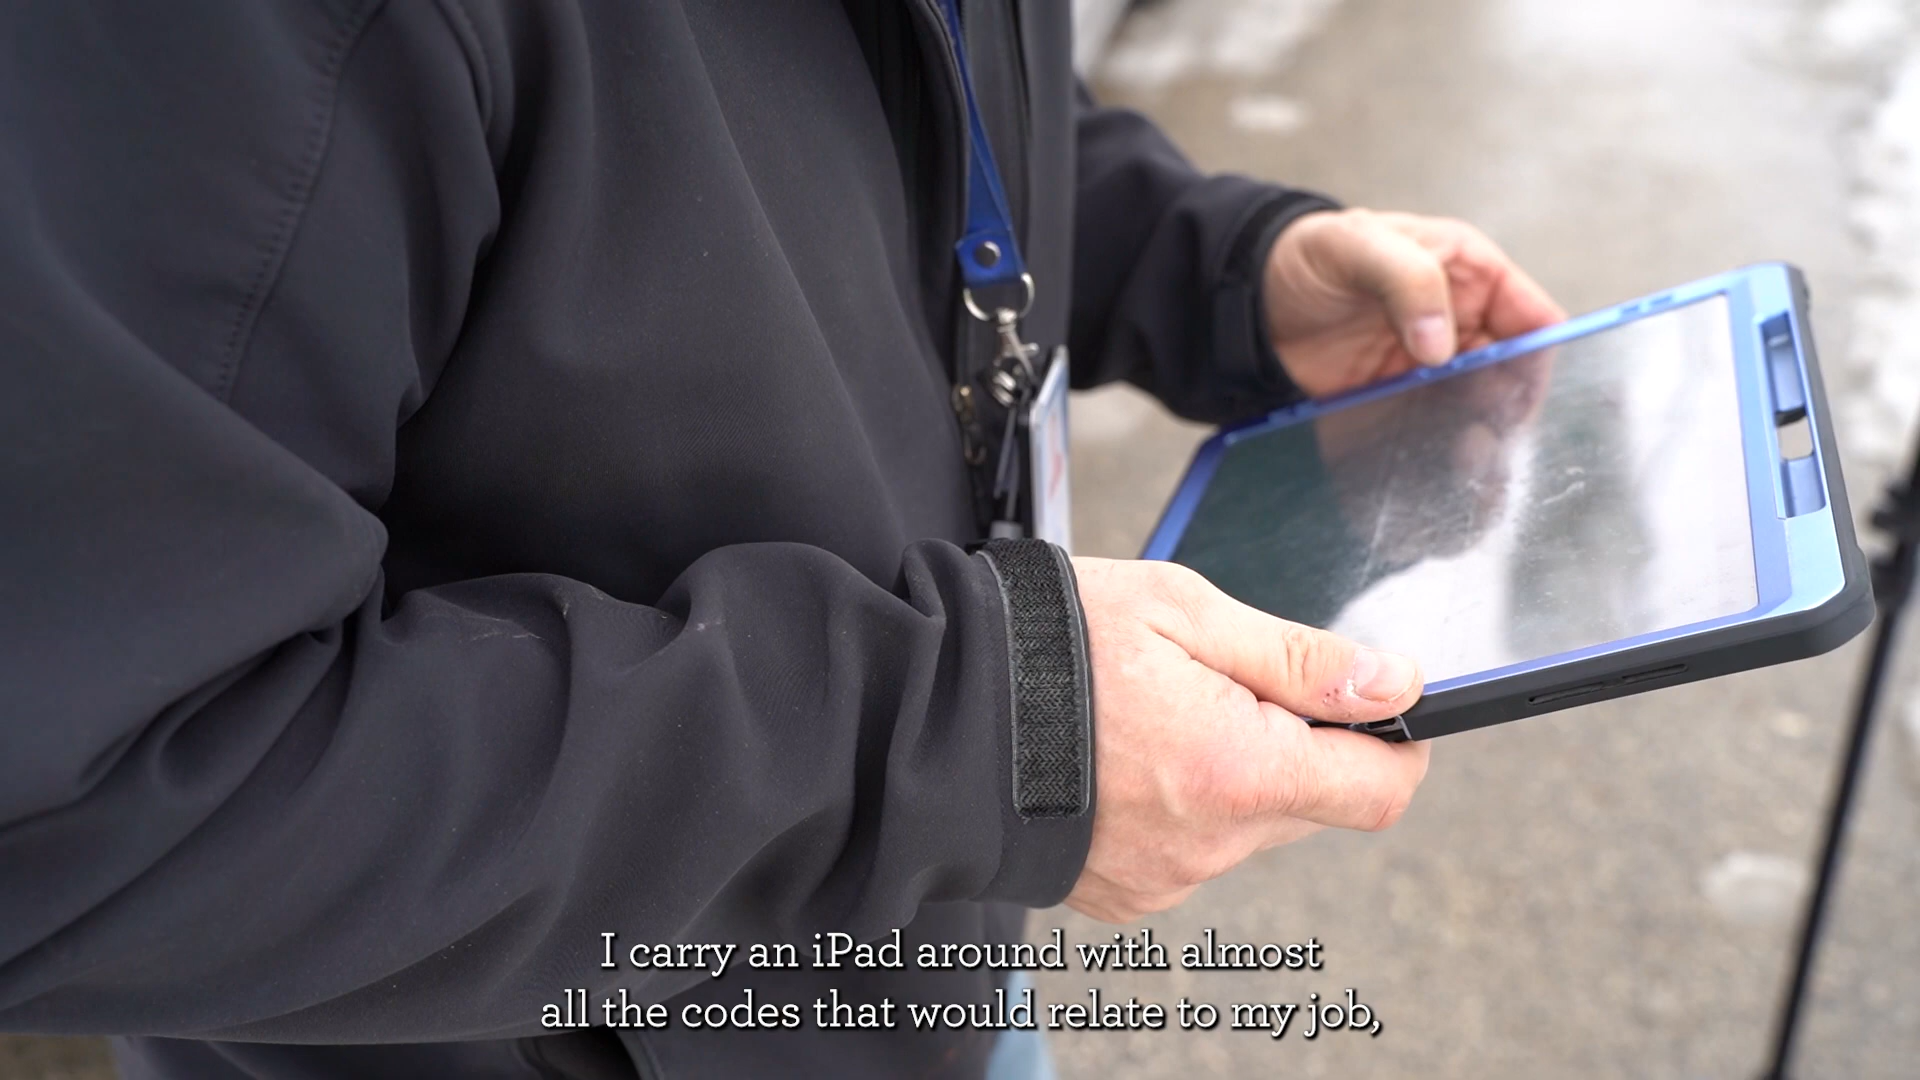 I carry an iPad around with almost
all the codes that would relate to my job,